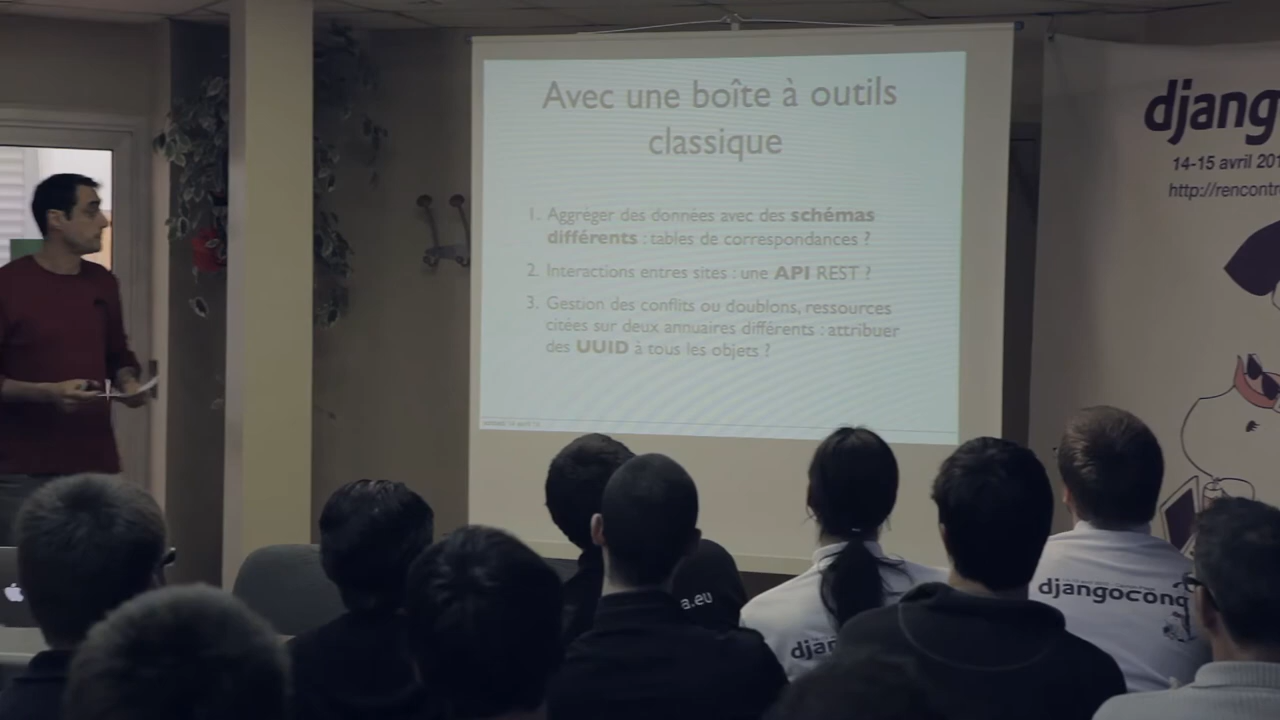 Avec une boîte à outils
classique
1. Aggréger des données avec des schémas
différents : tables de correspondances ?
2. Interactions entres sites : une API REST ?
3. Gestion des conflits ou doublons, ressources
citées sur deux annuaires différents : attribuer
des UUID à tous les objets ?
djang
14-15 avril 201
http://rencontr
a.eu
djan
djangocong